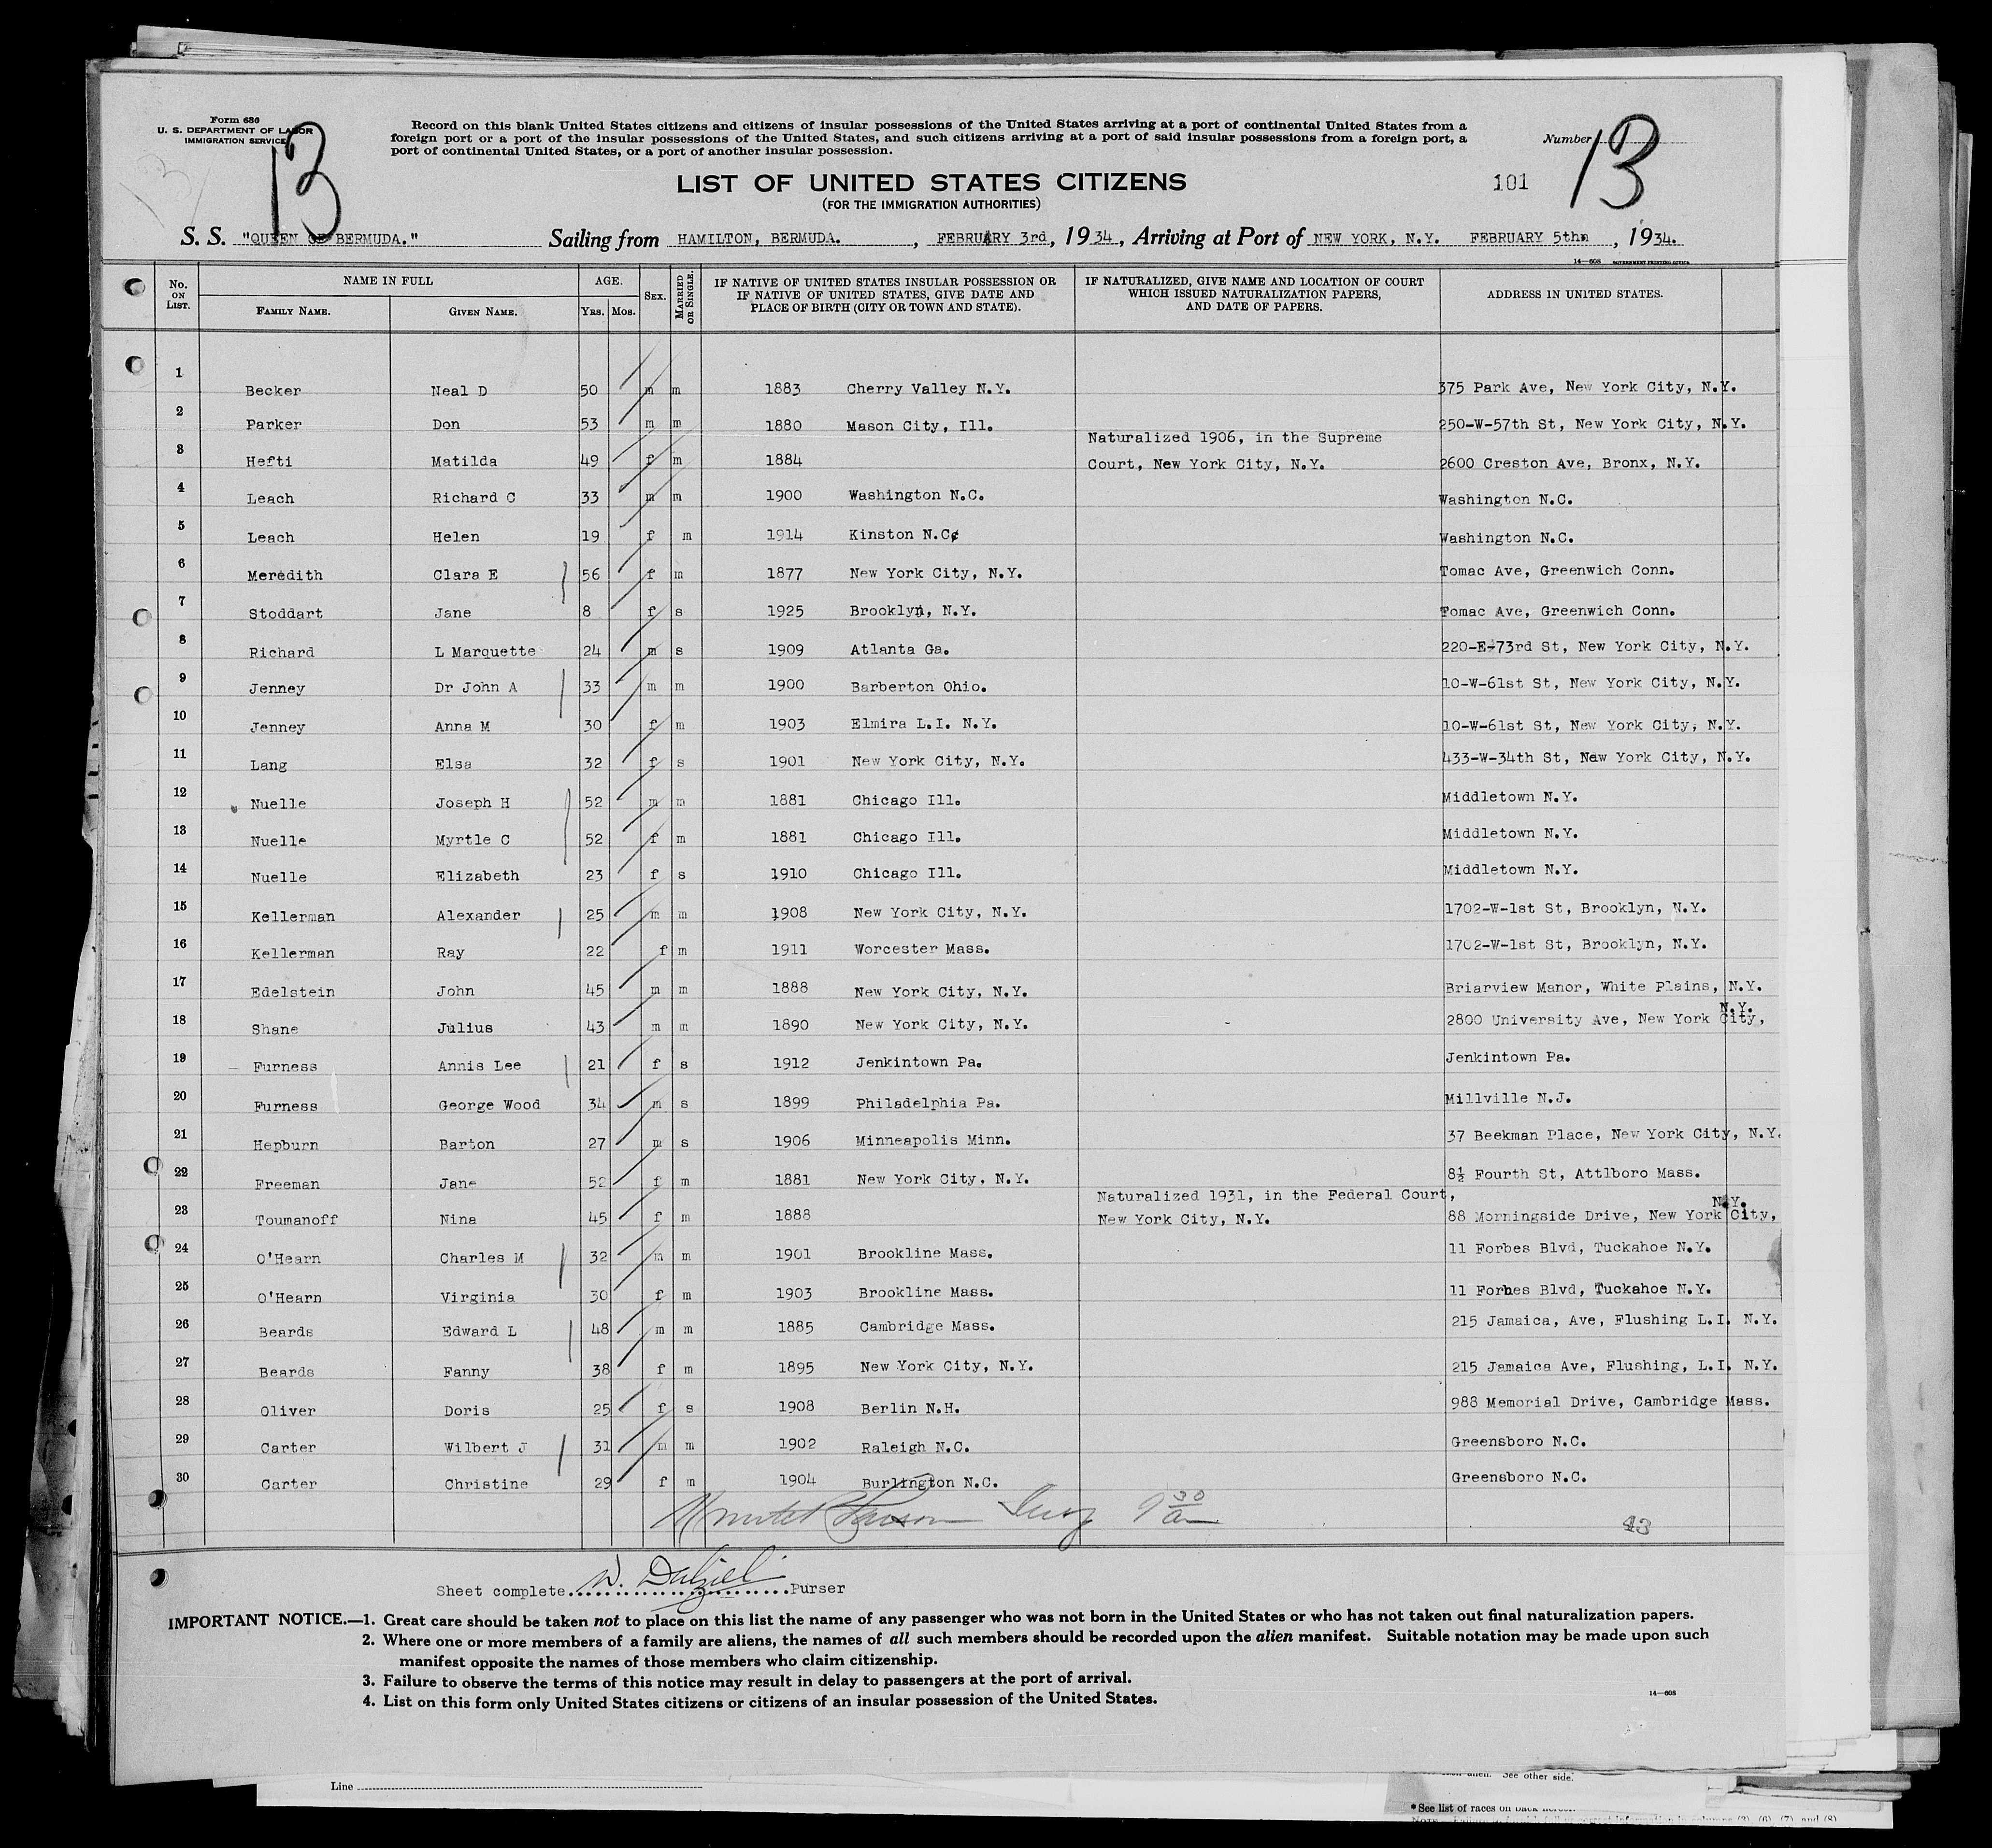 Form 686
U. S. DEPARTMENT OF LABOR
IMMIGRATION SERVICE
13
Record on this blank United States citizens and citizens of insular possessions of the United States arriving at a port of continental United States from a
foreign port or a port of the insular possessions of the United States, and such citizens arriving at a port of said insular possessions from a foreign port, a
port of continental United States, or a port of another insular possession.
Number 13
LIST OF UNITED STATES CITIZENS
(FOR THE IMMIGRATION AUTHORITIES)
101
S. S. "QUEEN OF BERMUDA." Sailing from HAMILTON, BERMUDA. , FEBRUARY 3rd, 1934, Arriving at Port of NEW YORK, N.Y. FEBRUARY 5th , 1934.
14—608 GOVERNMENT PRINTING OFFICE
No. ON LIST. NAME IN FULL FAMILY NAME. GIVEN NAME. AGE. YRS. MOS. SEX. MARRIED OR SINGLE. IF NATIVE OF UNITED STATES INSULAR POSSESSION OR IF NATIVE OF UNITED STATES, GIVE DATE AND PLACE OF BIRTH (CITY OR TOWN AND STATE). IF NATURALIZED, GIVE NAME AND LOCATION OF COURT WHICH ISSUED NATURALIZATION PAPERS, AND DATE OF PAPERS. ADDRESS IN UNITED STATES.
1 Becker Neal D 50 m m 1883 Cherry Valley N.Y. 375 Park Ave, New York City, N.Y.
2 Parker Don 53 m m 1880 Mason City, Ill. 250-W-57th St, New York City, N.Y.
3 Hefti Matilda 49 f m 1884 Naturalized 1906, in the Supreme Court, New York City, N.Y. 2600 Creston Ave, Bronx, N.Y.
4 Leach Richard C 33 m m 1900 Washington N.C. Washington N.C.
5 Leach Helen 19 f m 1914 Kinston N.C. Washington N.C.
6 Meredith Clara E 56 f m 1877 New York City, N.Y. Tomac Ave, Greenwich Conn.
7 Stoddart Jane 8 f s 1925 Brooklyn, N.Y. Tomac Ave, Greenwich Conn.
8 Richard L Marquette 24 m s 1909 Atlanta Ga. 220-E-73rd St, New York City, N.Y.
9 Jenney Dr John A 33 m m 1900 Barberton Ohio. 10-W-61st St, New York City, N.Y.
10 Jenney Anna M 30 f m 1903 Elmira L.I. N.Y. 10-W-61st St, New York City, N.Y.
11 Lang Elsa 32 f s 1901 New York City, N.Y. 433-W-34th St, New York City, N.Y.
12 Nuelle Joseph H 52 m m 1881 Chicago Ill. Middletown N.Y.
13 Nuelle Myrtle C 52 f m 1881 Chicago Ill. Middletown N.Y.
14 Nuelle Elizabeth 23 f s 1910 Chicago Ill. Middletown N.Y.
15 Kellerman Alexander 25 m m 1908 New York City, N.Y. 1702-W-1st St, Brooklyn, N.Y.
16 Kellerman Ray 22 f m 1911 Worcester Mass. 1702-W-1st St, Brooklyn, N.Y.
17 Edelstein John 45 m m 1888 New York City, N.Y. Briarview Manor, White Plains, N.Y.
18 Shane Julius 43 m m 1890 New York City, N.Y. 2800 University Ave, New York City, N.Y.
19 Furness Annis Lee 21 f s 1912 Jenkintown Pa. Jenkintown Pa.
20 Furness George Wood 34 m s 1899 Philadelphia Pa. Millville N.J.
21 Hepburn Barton 27 m s 1906 Minneapolis Minn. 37 Beekman Place, New York City, N.Y.
22 Freeman Jane 52 f m 1881 New York City, N.Y. 8½ Fourth St, Attlboro Mass.
23 Toumanoff Nina 45 f m 1888 Naturalized 1931, in the Federal Court, New York City, N.Y. 88 Morningside Drive, New York City, N.Y.
24 O'Hearn Charles M 32 m m 1901 Brookline Mass. 11 Forbes Blvd, Tuckahoe N.Y.
25 O'Hearn Virginia 30 f m 1903 Brookline Mass. 11 Forbes Blvd, Tuckahoe N.Y.
26 Beards Edward L 48 m m 1885 Cambridge Mass. 215 Jamaica, Ave, Flushing L.I. N.Y.
27 Beards Fanny 38 f m 1895 New York City, N.Y. 215 Jamaica Ave, Flushing, L.I. N.Y.
28 Oliver Doris 25 f s 1908 Berlin N.H. 988 Memorial Drive, Cambridge Mass.
29 Carter Wilbert J 31 m m 1902 Raleigh N.C. Greensboro N.C.
30 Carter Christine 29 f m 1904 Burlington N.C. Greensboro N.C.
9 30 am
43
Sheet complete W. Dalziel Purser
IMPORTANT NOTICE.—1. Great care should be taken not to place on this list the name of any passenger who was not born in the United States or who has not taken out final naturalization papers.
2. Where one or more members of a family are aliens, the names of all such members should be recorded upon the alien manifest. Suitable notation may be made upon such
manifest opposite the names of those members who claim citizenship.
3. Failure to observe the terms of this notice may result in delay to passengers at the port of arrival.
4. List on this form only United States citizens or citizens of an insular possession of the United States.
14—608
Line
See other side.
*See list of races on back hereof.